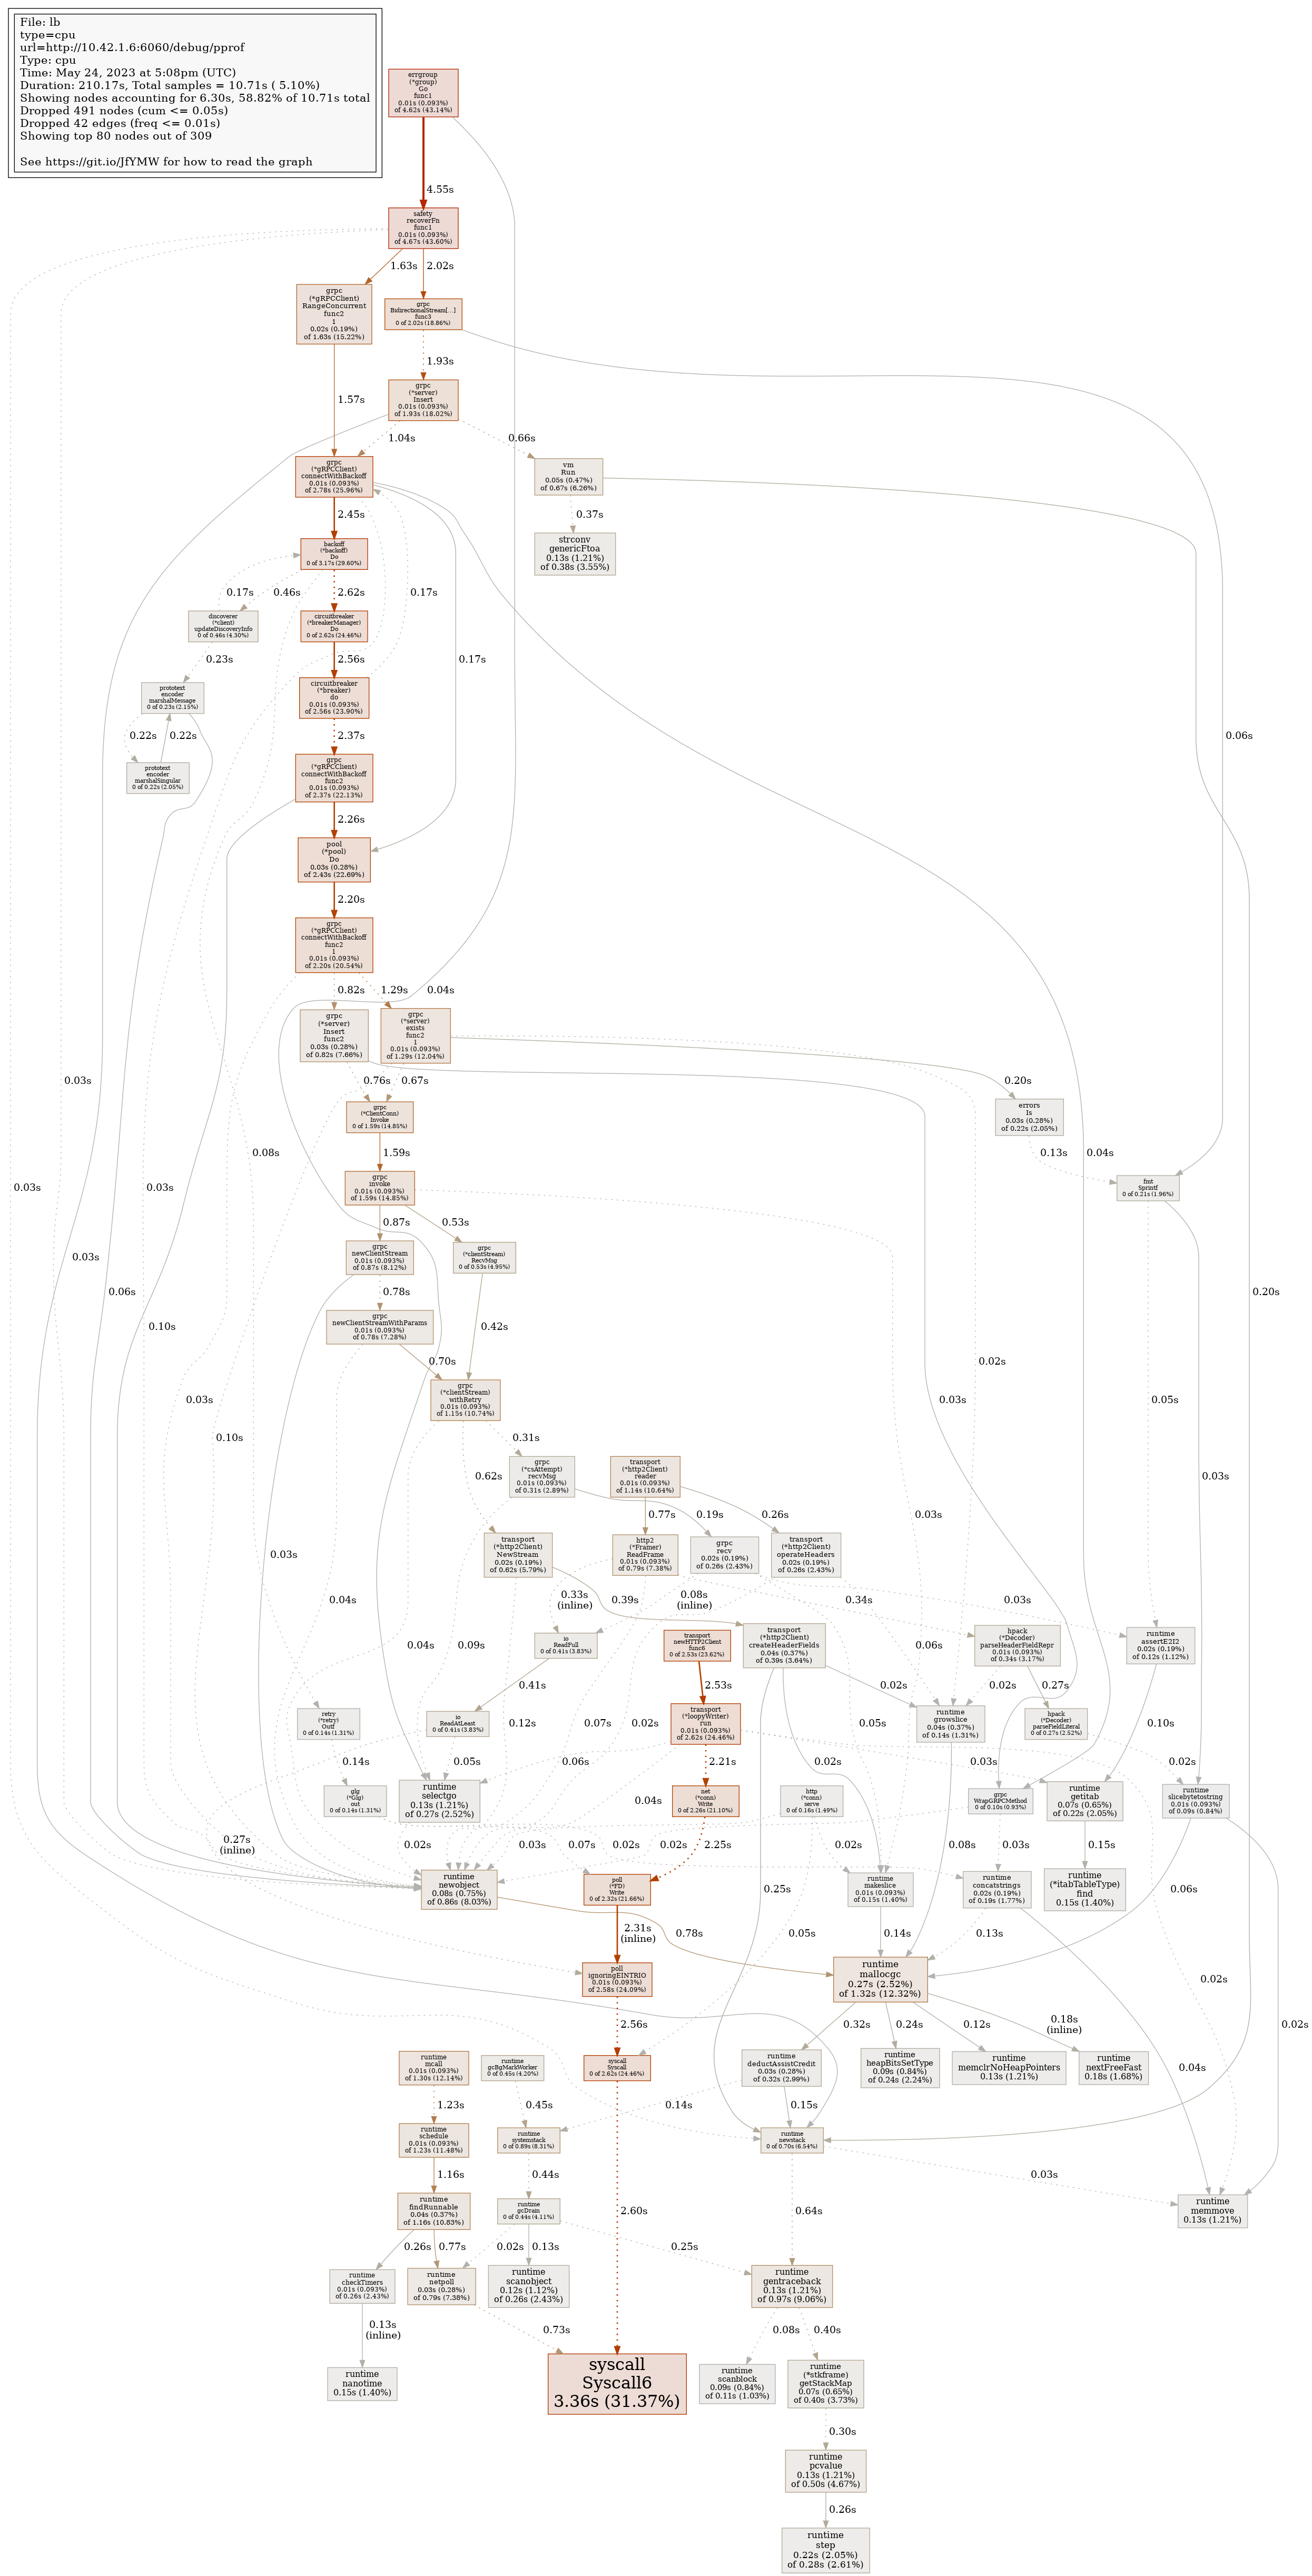 File: lb
type=cpu
url=http://10.42.1.6:6060/debug/pprof
Type: cpu
Time: May 24, 2023 at 5:08pm (UTC)
Duration: 210.17s, Total samples = 10.71s ( 5.10%)
Showing nodes accounting for 6.30s, 58.82% of 10.71s total
Dropped 491 nodes (cum <= 0.05s)
Dropped 42 edges (freq <= 0.01s)
Showing top 80 nodes out of 309
See https://git.io/JfYMW for how to read the graph
errgroup
(*group)
Go
func1
0.01s (0.093%)
of 4.62s (43.14%)
4.55s
safety
recoverFn
func1
0.01s (0.093%)
of 4.67s (43.60%)
1.63s
2.02s
grpc
(*gRPCClient)
RangeConcurrent
func2
1
0.02s (0.19%)
of 1.63s (15.22%)
grpc
BidirectionalStream[...]
func3
0 of 2.02s (18.86%)
1.93s
grpc
(*server)
Insert
0.01s (0.093%)
of 1.93s (18.02%)
1.57s
1.04s
0.66s
grpc
(*gRPCClient)
connectWithBackoff
0.01s (0.093%)
of 2.78s (25.96%)
vm
Run
0.05s (0.47%)
of 0.67s (6.26%)
2.45s
0.37s
backoff
(*backoff)
Do
0 of 3.17s (29.60%)
strconv
genericFtoa
0.13s (1.21%)
of 0.38s (3.55%)
0.17s
0.46s
2.62s
0.17s
discoverer
(*client)
updateDiscoveryInfo
0 of 0.46s (4.30%)
circuitbreaker
(*breakerManager)
Do
0 of 2.62s (24.46%)
0.23s
2.56s
0.17s
prototext
encoder
marshalMessage
0 of 0.23s (2.15%)
circuitbreaker
(*breaker)
do
0.01s (0.093%)
of 2.56s (23.90%)
0.22s
0.22s
2.37s
0.06s
prototext
encoder
marshalSingular
0 of 0.22s (2.05%)
grpc
(*gRPCClient)
connectWithBackoff
func2
0.01s (0.093%)
of 2.37s (22.13%)
2.26s
pool
(*pool)
Do
0.03s (0.28%)
of 2.43s (22.69%)
2.20s
grpc
(*gRPCClient)
connectWithBackoff
func2
1
0.01s (0.093%)
of 2.20s (20.54%)
0.82s
1.29s
0.04s
grpc
(*server)
Insert
func2
0.03s (0.28%)
of 0.82s (7.66%)
grpc
(*server)
exists
func2
1
0.01s (0.093%)
of 1.29s (12.04%)
0.03s
0.76s
0.67s
0.20s
grpc
(*ClientConn)
Invoke
0 of 1.59s (14.85%)
errors
Is
0.03s (0.28%)
of 0.22s (2.05%)
0.03s
0.03s
0.08s
1.59s
0.13s
0.04s
grpc
invoke
0.01s (0.093%)
of 1.59s (14.85%)
fmt
Sprintf
0 of 0.21s (1.96%)
0.87s
0.53s
0.03s
grpc
newClientStream
0.01s (0.093%)
of 0.87s (8.12%)
grpc
(*clientStream)
RecvMsg
0 of 0.53s (4.95%)
0.06s
0.78s
0.20s
grpc
newClientStreamWithParams
0.01s (0.093%)
of 0.78s (7.28%)
0.10s
0.42s
0.70s
0.02s
grpc
(*clientStream)
withRetry
0.01s (0.093%)
of 1.15s (10.74%)
0.03s
0.03s
0.05s
0.10s
0.31s
0.62s
0.03s
grpc
(*csAttempt)
recvMsg
0.01s (0.093%)
of 0.31s (2.89%)
transport
(*http2Client)
reader
0.01s (0.093%)
of 1.14s (10.64%)
0.77s
0.19s
0.26s
0.03s
transport
(*http2Client)
NewStream
0.02s (0.19%)
of 0.62s (5.79%)
http2
(*Framer)
ReadFrame
0.01s (0.093%)
of 0.79s (7.38%)
grpc
recv
0.02s (0.19%)
of 0.26s (2.43%)
transport
(*http2Client)
operateHeaders
0.02s (0.19%)
of 0.26s (2.43%)
0.03s
0.04s
0.33s
(inline)
0.39s
0.08s
(inline)
0.34s
0.03s
0.04s
0.09s
io
ReadFull
0 of 0.41s (3.83%)
transport
newHTTP2Client
func6
0 of 2.53s (23.62%)
transport
(*http2Client)
createHeaderFields
0.04s (0.37%)
of 0.39s (3.64%)
0.06s
hpack
(*Decoder)
parseHeaderFieldRepr
0.01s (0.093%)
of 0.34s (3.17%)
runtime
assertE2I2
0.02s (0.19%)
of 0.12s (1.12%)
0.41s
2.53s
0.02s
0.02s
0.27s
retry
(*retry)
Outf
0 of 0.14s (1.31%)
io
ReadAtLeast
0 of 0.41s (3.83%)
0.12s
0.07s
0.02s
transport
(*loopyWriter)
run
0.01s (0.093%)
of 2.62s (24.46%)
0.05s
runtime
growslice
0.04s (0.37%)
of 0.14s (1.31%)
hpack
(*Decoder)
parseFieldLiteral
0 of 0.27s (2.52%)
0.10s
0.14s
0.05s
0.06s
2.21s
0.02s
0.03s
0.02s
glg
(*Glg)
out
0 of 0.14s (1.31%)
runtime
selectgo
0.13s (1.21%)
of 0.27s (2.52%)
0.04s
net
(*conn)
Write
0 of 2.26s (21.10%)
http
(*conn)
serve
0 of 0.16s (1.49%)
grpc
WrapGRPCMethod
0 of 0.10s (0.93%)
runtime
getitab
0.07s (0.65%)
of 0.22s (2.05%)
runtime
slicebytetostring
0.01s (0.093%)
of 0.09s (0.84%)
0.27s
(inline)
0.02s
0.03s
0.07s
0.02s
0.02s
2.25s
0.02s
0.08s
0.03s
0.15s
runtime
newobject
0.08s (0.75%)
of 0.86s (8.03%)
poll
(*FD)
Write
0 of 2.32s (21.66%)
0.25s
runtime
makeslice
0.01s (0.093%)
of 0.15s (1.40%)
runtime
concatstrings
0.02s (0.19%)
of 0.19s (1.77%)
runtime
(*itabTableType)
find
0.15s (1.40%)
0.06s
2.31s
(inline)
0.78s
0.05s
0.14s
0.13s
poll
ignoringEINTRIO
0.01s (0.093%)
of 2.58s (24.09%)
runtime
mallocgc
0.27s (2.52%)
of 1.32s (12.32%)
0.02s
2.56s
0.32s
0.24s
0.12s
0.18s
(inline)
0.02s
runtime
mcall
0.01s (0.093%)
of 1.30s (12.14%)
runtime
gcBgMarkWorker
0 of 0.45s (4.20%)
syscall
Syscall
0 of 2.62s (24.46%)
runtime
deductAssistCredit
0.03s (0.28%)
of 0.32s (2.99%)
runtime
heapBitsSetType
0.09s (0.84%)
of 0.24s (2.24%)
runtime
memclrNoHeapPointers
0.13s (1.21%)
runtime
nextFreeFast
0.18s (1.68%)
0.04s
1.23s
0.45s
0.14s
0.15s
runtime
schedule
0.01s (0.093%)
of 1.23s (11.48%)
runtime
systemstack
0 of 0.89s (8.31%)
runtime
newstack
0 of 0.70s (6.54%)
1.16s
0.44s
0.03s
runtime
findRunnable
0.04s (0.37%)
of 1.16s (10.83%)
runtime
gcDrain
0 of 0.44s (4.11%)
2.60s
0.64s
runtime
memmove
0.13s (1.21%)
0.26s
0.77s
0.02s
0.13s
0.25s
runtime
checkTimers
0.01s (0.093%)
of 0.26s (2.43%)
runtime
netpoll
0.03s (0.28%)
of 0.79s (7.38%)
runtime
scanobject
0.12s (1.12%)
of 0.26s (2.43%)
runtime
gentraceback
0.13s (1.21%)
of 0.97s (9.06%)
0.13s
(inline)
0.73s
0.08s
0.40s
runtime
nanotime
0.15s (1.40%)
syscall
Syscall6
3.36s (31.37%)
runtime
scanblock
0.09s (0.84%)
of 0.11s (1.03%)
runtime
(*stkframe)
getStackMap
0.07s (0.65%)
of 0.40s (3.73%)
0.30s
runtime
pcvalue
0.13s (1.21%)
of 0.50s (4.67%)
0.26s
runtime
step
0.22s (2.05%)
of 0.28s (2.61%)